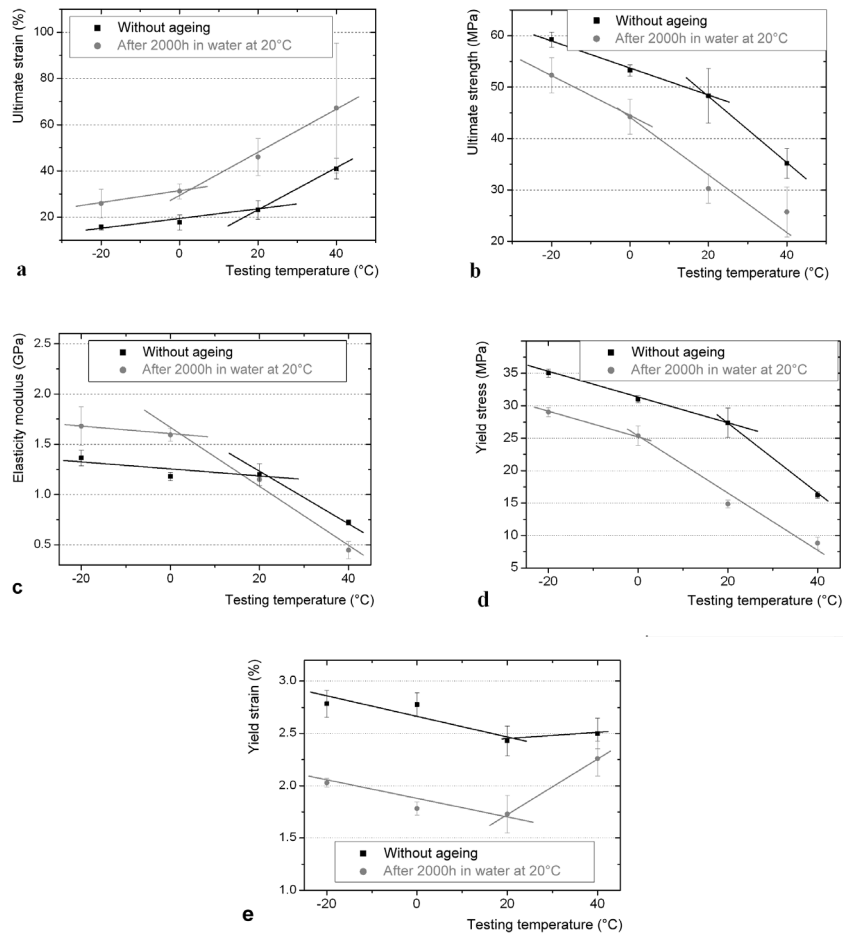 Ultimate strain (%)
100
80
60
40
20
Without ageing
After 2000h in water at 20°C
-20 0 20 40
Testing temperature (°C)
a
Ultimate strength (MPa)
60
50
40
30
20
Without ageing
After 2000h in water at 20°C
-20 0 20 40
Testing temperature (°C)
b
Elasticity modulus (GPa)
2.5
2.0
1.5
1.0
0.5
Without ageing
After 2000h in water at 20°C
-20 0 20 40
Testing temperature (°C)
c
Yield stress (MPa)
40
35
30
25
20
15
10
5
Without ageing
After 2000h in water at 20°C
-20 0 20 40
Testing temperature (°C)
d
Yield strain (%)
3.0
2.5
2.0
1.5
1.0
Without ageing
After 2000h in water at 20°C
-20 0 20 40
Testing temperature (°C)
e